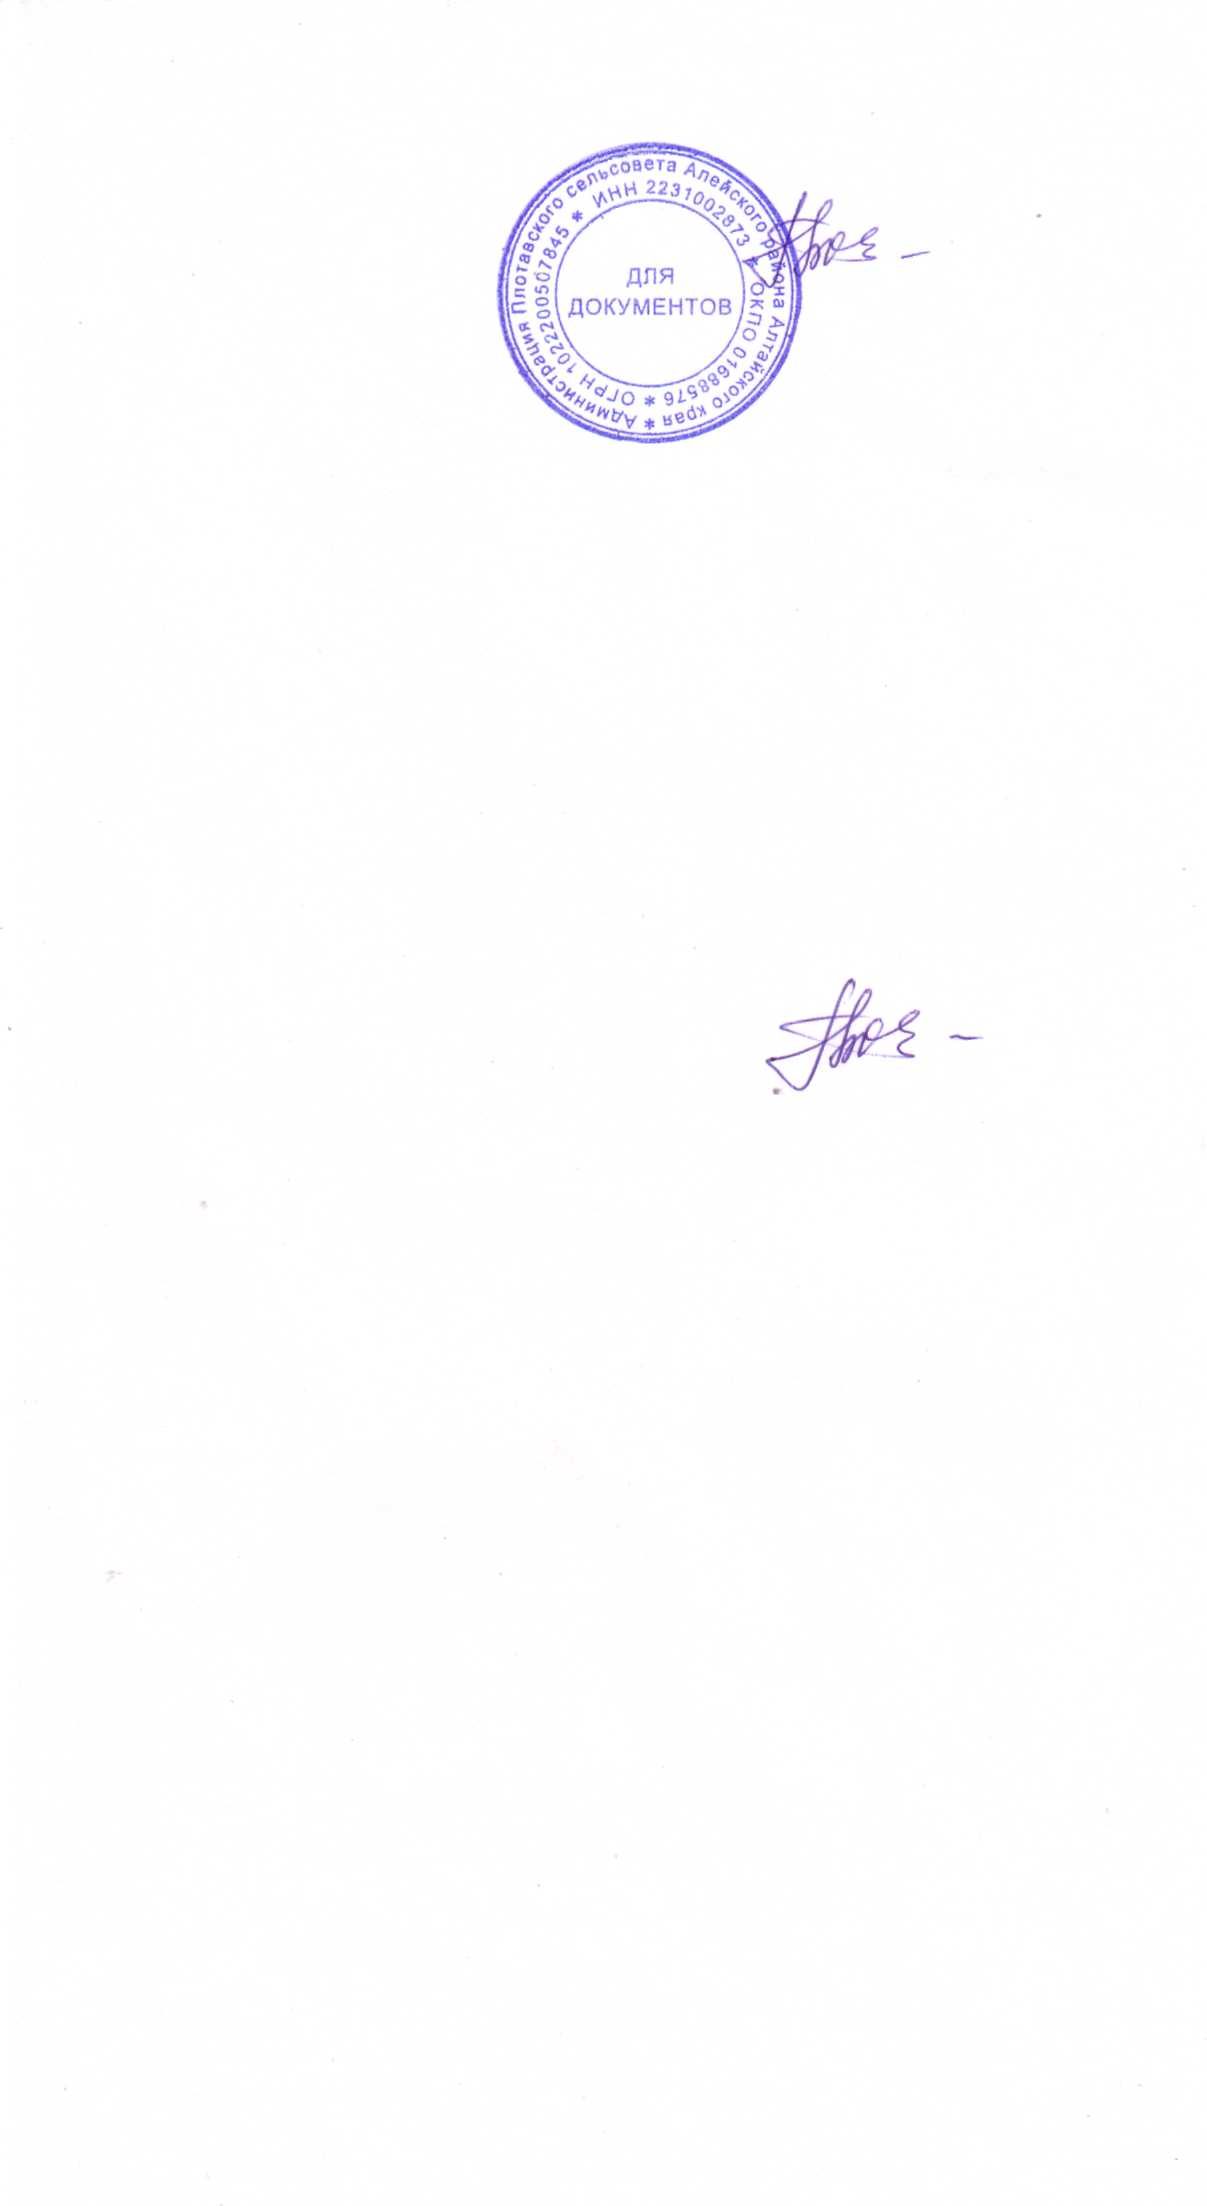 Администрация Плотавского сельсовета Алейского района Алтайского края *
ОГРН 1022200507845 * ИНН 2231002873 * ОКПО 01688576 *
ДЛЯ
ДОКУМЕНТОВ